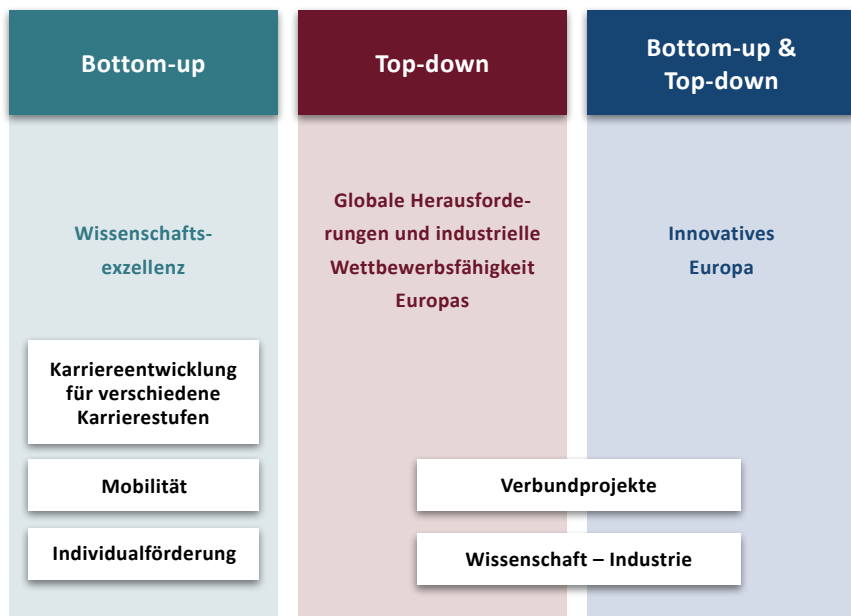 Bottom-up
Top-down
Bottom-up &
Top-down
Wissenschafts-
exzellenz
Globale Herausforde-
rungen und industrielle
Wettbewerbsfähigkeit
Europas
Innovatives
Europa
Karriereentwicklung
für verschiedene
Karrierestufen
Mobilität
Individualförderung
Verbundprojekte
Wissenschaft – Industrie